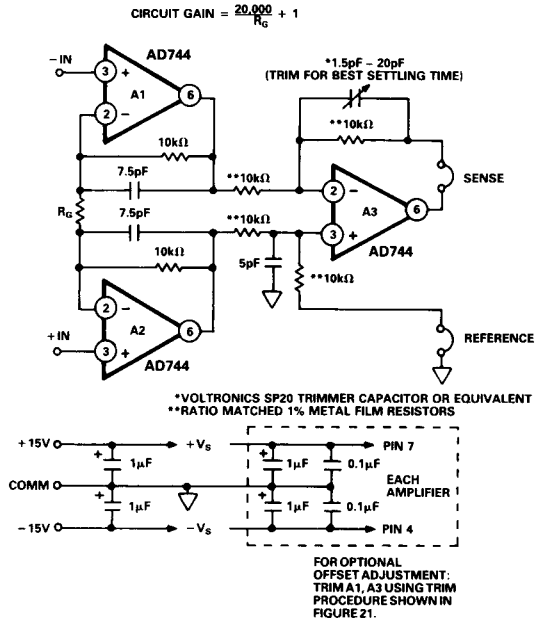 CIRCUIT GAIN = 20,000 / RG + 1
–IN
AD744
3
+
A1
6
2
–
*1.5pF – 20pF
(TRIM FOR BEST SETTLING TIME)
**10kΩ
10kΩ
7.5pF
**10kΩ
2
–
A3
6
SENSE
RG
7.5pF
**10kΩ
3
+
AD744
10kΩ
5pF
**10kΩ
2
–
A2
6
+IN
3
+
AD744
REFERENCE
*VOLTRONICS SP20 TRIMMER CAPACITOR OR EQUIVALENT
**RATIO MATCHED 1% METAL FILM RESISTORS
+15V
+VS
PIN 7
+
1µF
+
1µF
0.1µF
COMM
EACH
AMPLIFIER
+
1µF
+
1µF
0.1µF
–15V
–VS
PIN 4
FOR OPTIONAL
OFFSET ADJUSTMENT:
TRIM A1, A3 USING TRIM
PROCEDURE SHOWN IN
FIGURE 21.